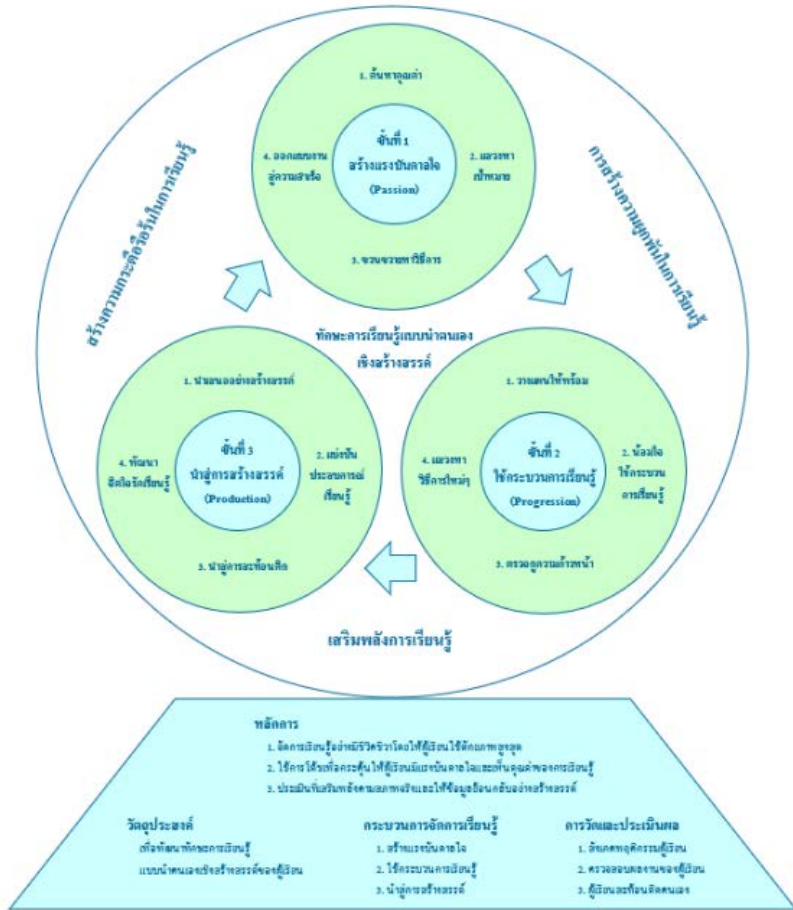 1. ค้นหาคุณค่า
ขั้นที่ 1
สร้างแรงบันดาลใจ
(Passion)
2. แสวงหา
เป้าหมาย
3. ขวนขวายหาวิธีการ
4. ออกแบบงาน
สู่ความสำเร็จ
สร้างความกระตือรือร้นในการเรียนรู้
การสร้างความผูกพันในการเรียนรู้
ทักษะการเรียนรู้แบบนำตนเอง
เชิงสร้างสรรค์
1. นำเสนออย่างสร้างสรรค์
ขั้นที่ 3
นำสู่การสร้างสรรค์
(Production)
2. แบ่งปัน
ประสบการณ์
เรียนรู้
3. นำสู่การสะท้อนคิด
4. พัฒนา
จิตใจรักเรียนรู้
1. วางแผนให้พร้อม
ขั้นที่ 2
ใช้กระบวนการเรียนรู้
(Progression)
2. น้อมใจ
ใช้กระบวน
การเรียนรู้
3. ตรวจดูความก้าวหน้า
4. แสวงหา
วิธีการใหม่ๆ
เสริมพลังการเรียนรู้
หลักการ
1. จัดการเรียนรู้อย่างมีชีวิตชีวาโดยให้ผู้เรียนใช้ศักยภาพสูงสุด
2. ใช้การโค้ชเพื่อกระตุ้นให้ผู้เรียนมีแรงบันดาลใจและเห็นคุณค่าของการเรียนรู้
3. ประเมินที่เสริมพลังตามสภาพจริงและให้ข้อมูลย้อนกลับอย่างสร้างสรรค์
วัตถุประสงค์
เพื่อพัฒนาทักษะการเรียนรู้
แบบนำตนเองเชิงสร้างสรรค์ของผู้เรียน
กระบวนการจัดการเรียนรู้
1. สร้างแรงบันดาลใจ
2. ใช้กระบวนการเรียนรู้
3. นำสู่การสร้างสรรค์
การวัดและประเมินผล
1. สังเกตพฤติกรรมผู้เรียน
2. ตรวจสอบผลงานของผู้เรียน
3. ผู้เรียนสะท้อนคิดตนเอง